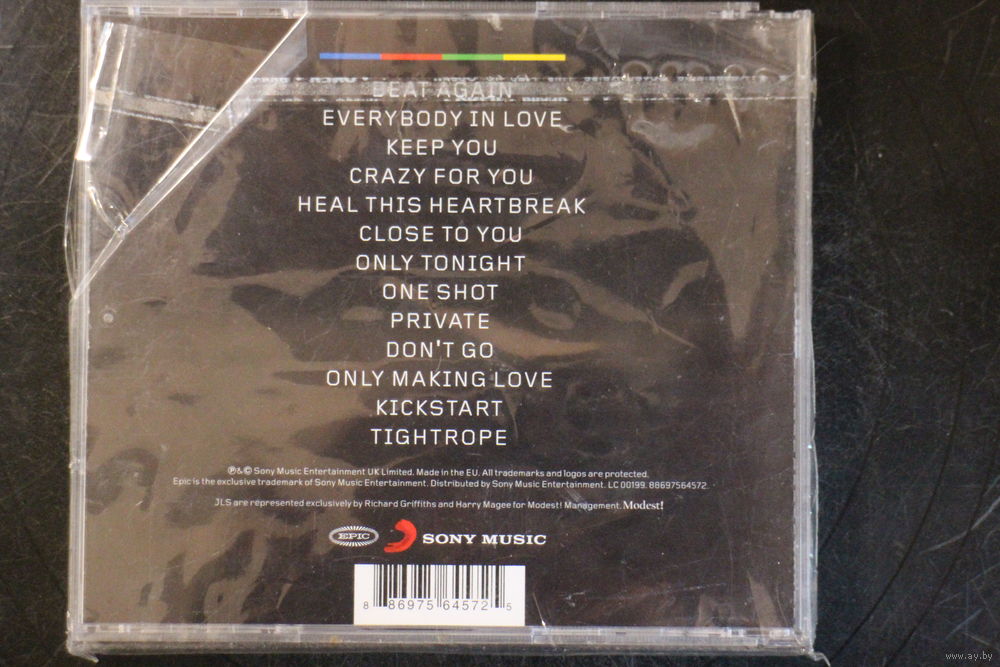 BEAT AGAIN
EVERYBODY IN LOVE
KEEP YOU
CRAZY FOR YOU
HEAL THIS HEARTBREAK
CLOSE TO YOU
ONLY TONIGHT
ONE SHOT
PRIVATE
DON'T GO
ONLY MAKING LOVE
KICKSTART
TIGHTROPE
℗&© Sony Music Entertainment UK Limited. Made in the EU. All trademarks and logos are protected.
Epic is the exclusive trademark of Sony Music Entertainment. Distributed by Sony Music Entertainment. LC 00199. 88697564572.
JLS are represented exclusively by Richard Griffiths and Harry Magee for Modest! Management. Modest!
EPIC SONY MUSIC
8 86975 64572 5
www.ay.by